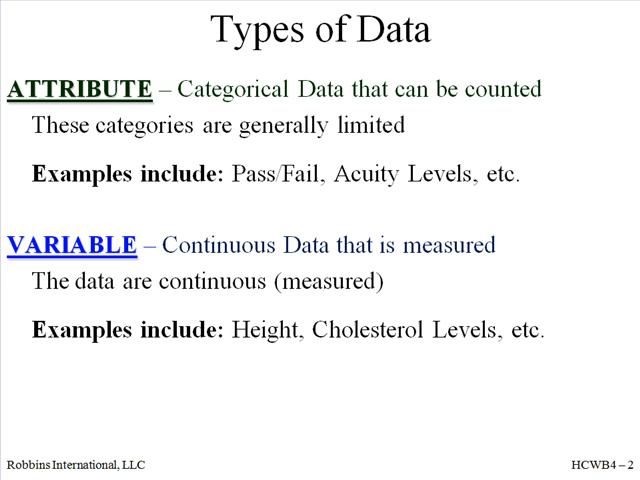 Types of Data
ATTRIBUTE – Categorical Data that can be counted
These categories are generally limited
Examples include: Pass/Fail, Acuity Levels, etc.
VARIABLE – Continuous Data that is measured
The data are continuous (measured)
Examples include: Height, Cholesterol Levels, etc.
Robbins International, LLC
HCWB4 – 2